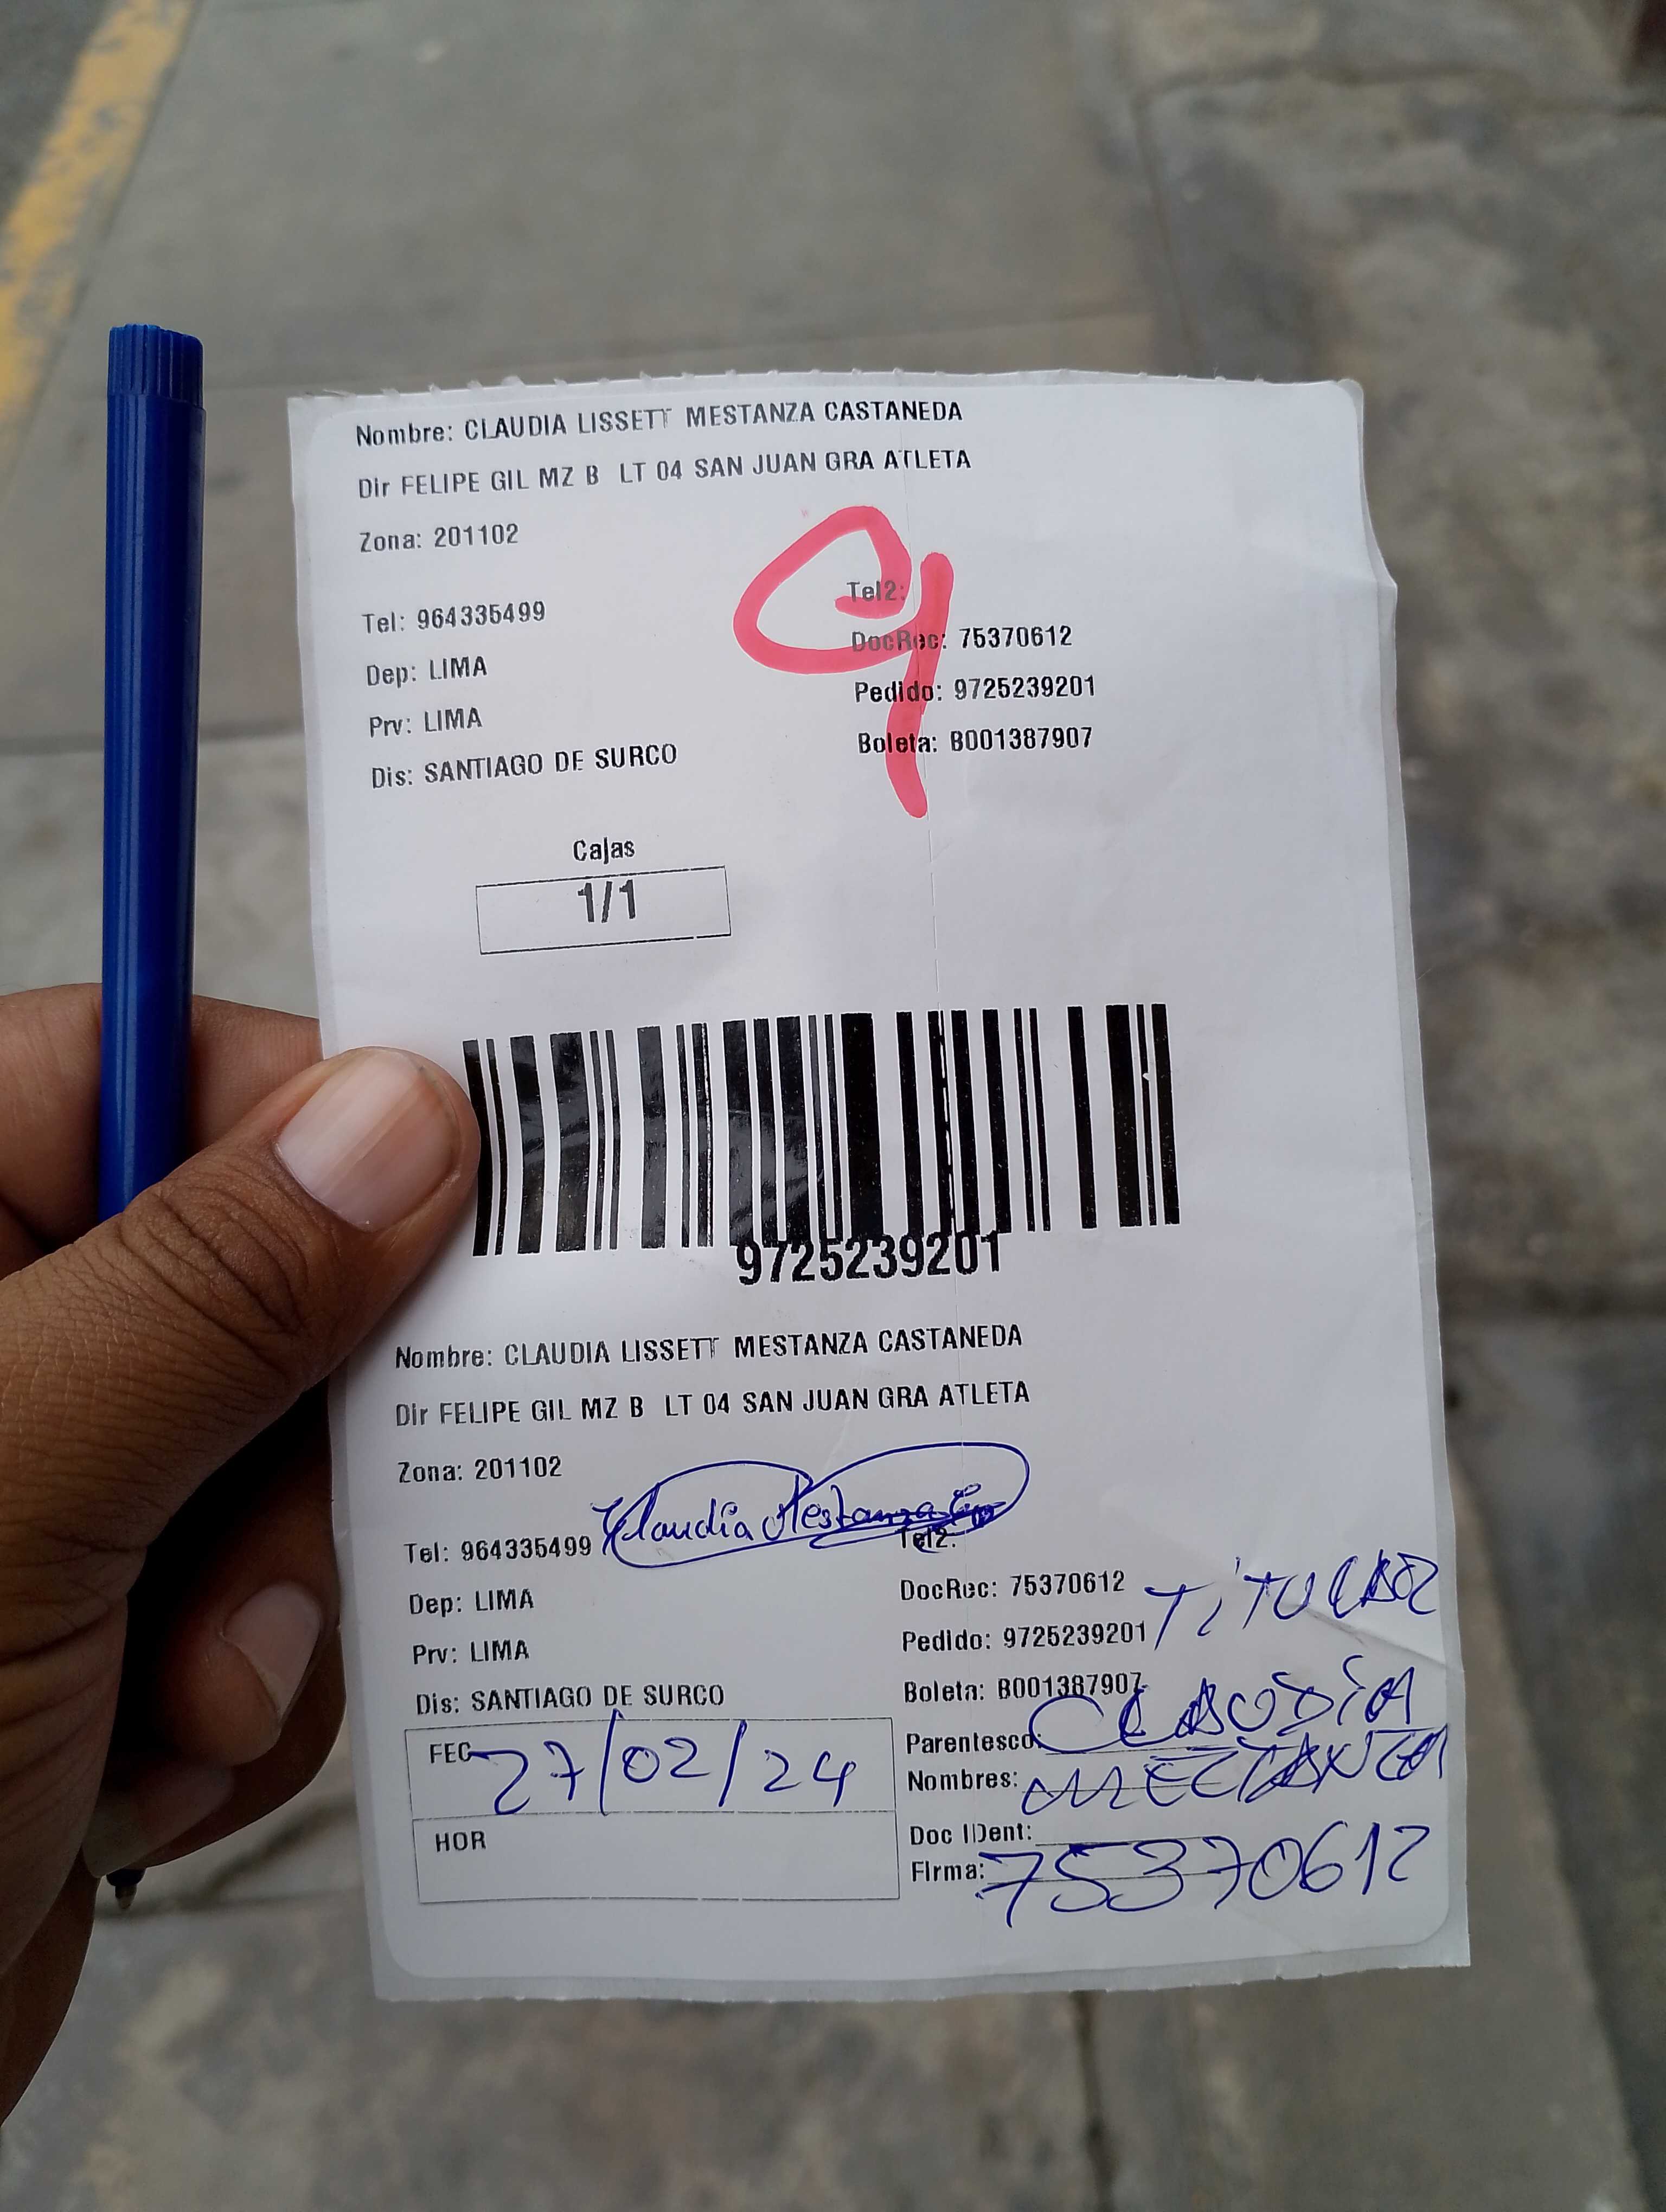 Nombre: CLAUDIA LISSETT MESTANZA CASTANEDA
Dir FELIPE GIL MZ B LT 04 SAN JUAN GRA ATLETA
Zona: 201102
9
Tel: 964335499 Tel2:
DocRec: 75370612
Dep: LIMA
Pedido: 9725239201
Prv: LIMA
Boleta: B001387907
Dis: SANTIAGO DE SURCO
Cajas
1/1
9725239201
Nombre: CLAUDIA LISSETT MESTANZA CASTANEDA
Dir FELIPE GIL MZ B LT 04 SAN JUAN GRA ATLETA
Zona: 201102
Claudia Mestanza
Tel: 964335499 Tel2:
Dep: LIMA
DocRec: 75370612 TITULAR
Prv: LIMA
Pedido: 9725239201
Dis: SANTIAGO DE SURCO
Boleta: B001387907
FEC 27/02/24
Parentesco: CLAUDIA
Nombres: MEZTANZA
HOR
Doc IDent:
Firma: 75370612